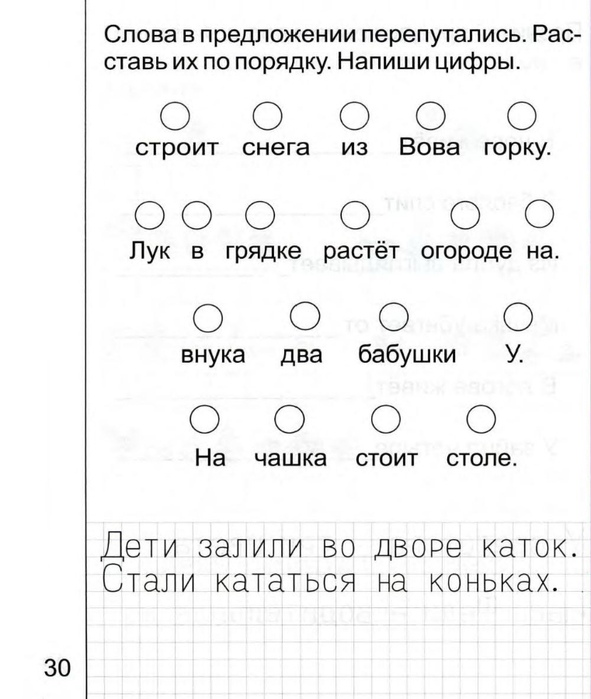 Слова в предложении перепутались. Рас-
ставь их по порядку. Напиши цифры.
строит снега из Вова горку.
Лук в грядке растёт огороде на.
внука два бабушки У.
На чашка стоит столе.
Дети залили во дворе каток.
Стали кататься на коньках.
30